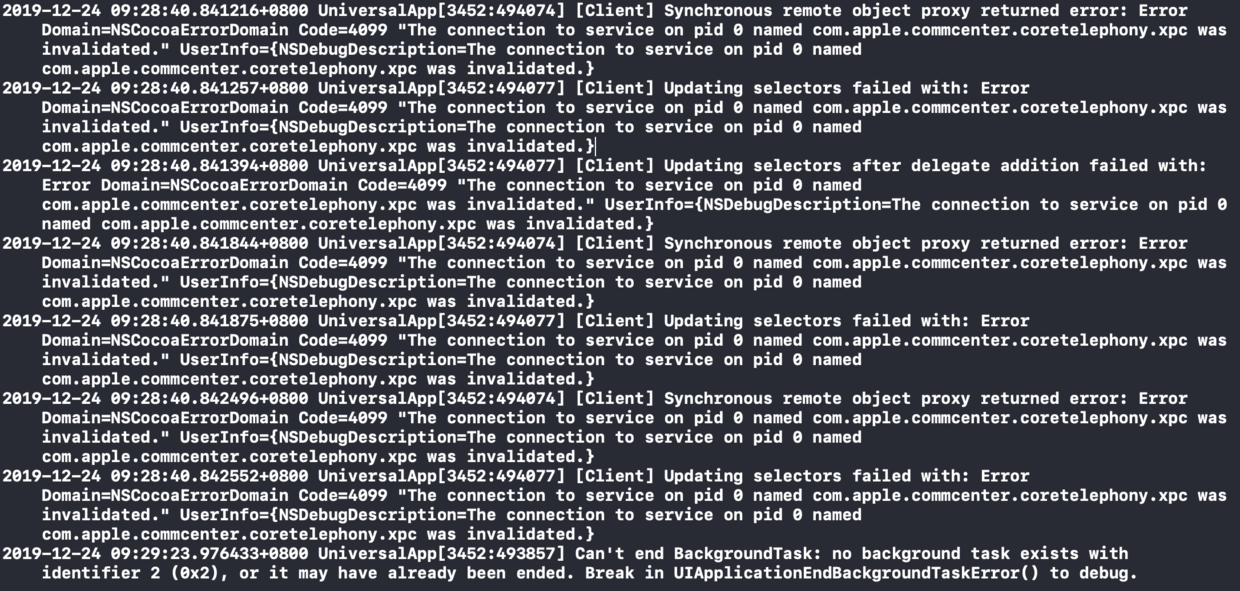 2019-12-24 09:28:40.841216+0800 UniversalApp[3452:494074] [Client] Synchronous remote object proxy returned error: Error
Domain=NSCocoaErrorDomain Code=4099 "The connection to service on pid 0 named com.apple.commcenter.coretelephony.xpc was
invalidated." UserInfo={NSDebugDescription=The connection to service on pid 0 named
com.apple.commcenter.coretelephony.xpc was invalidated.}
2019-12-24 09:28:40.841257+0800 UniversalApp[3452:494077] [Client] Updating selectors failed with: Error
Domain=NSCocoaErrorDomain Code=4099 "The connection to service on pid 0 named com.apple.commcenter.coretelephony.xpc was
invalidated." UserInfo={NSDebugDescription=The connection to service on pid 0 named
com.apple.commcenter.coretelephony.xpc was invalidated.}
2019-12-24 09:28:40.841394+0800 UniversalApp[3452:494077] [Client] Updating selectors after delegate addition failed with:
Error Domain=NSCocoaErrorDomain Code=4099 "The connection to service on pid 0 named
com.apple.commcenter.coretelephony.xpc was invalidated." UserInfo={NSDebugDescription=The connection to service on pid 0
named com.apple.commcenter.coretelephony.xpc was invalidated.}
2019-12-24 09:28:40.841844+0800 UniversalApp[3452:494074] [Client] Synchronous remote object proxy returned error: Error
Domain=NSCocoaErrorDomain Code=4099 "The connection to service on pid 0 named com.apple.commcenter.coretelephony.xpc was
invalidated." UserInfo={NSDebugDescription=The connection to service on pid 0 named
com.apple.commcenter.coretelephony.xpc was invalidated.}
2019-12-24 09:28:40.841875+0800 UniversalApp[3452:494077] [Client] Updating selectors failed with: Error
Domain=NSCocoaErrorDomain Code=4099 "The connection to service on pid 0 named com.apple.commcenter.coretelephony.xpc was
invalidated." UserInfo={NSDebugDescription=The connection to service on pid 0 named
com.apple.commcenter.coretelephony.xpc was invalidated.}
2019-12-24 09:28:40.842496+0800 UniversalApp[3452:494074] [Client] Synchronous remote object proxy returned error: Error
Domain=NSCocoaErrorDomain Code=4099 "The connection to service on pid 0 named com.apple.commcenter.coretelephony.xpc was
invalidated." UserInfo={NSDebugDescription=The connection to service on pid 0 named
com.apple.commcenter.coretelephony.xpc was invalidated.}
2019-12-24 09:28:40.842552+0800 UniversalApp[3452:494077] [Client] Updating selectors failed with: Error
Domain=NSCocoaErrorDomain Code=4099 "The connection to service on pid 0 named com.apple.commcenter.coretelephony.xpc was
invalidated." UserInfo={NSDebugDescription=The connection to service on pid 0 named
com.apple.commcenter.coretelephony.xpc was invalidated.}
2019-12-24 09:29:23.976433+0800 UniversalApp[3452:493857] Can't end BackgroundTask: no background task exists with
identifier 2 (0x2), or it may have already been ended. Break in UIApplicationEndBackgroundTaskError() to debug.